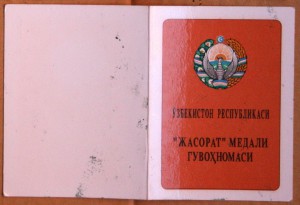 ЎЗБЕКИСТОН РЕСПУБЛИКАСИ
"ЖАСОРАТ" МЕДАЛИ
ГУВОҲНОМАСИ